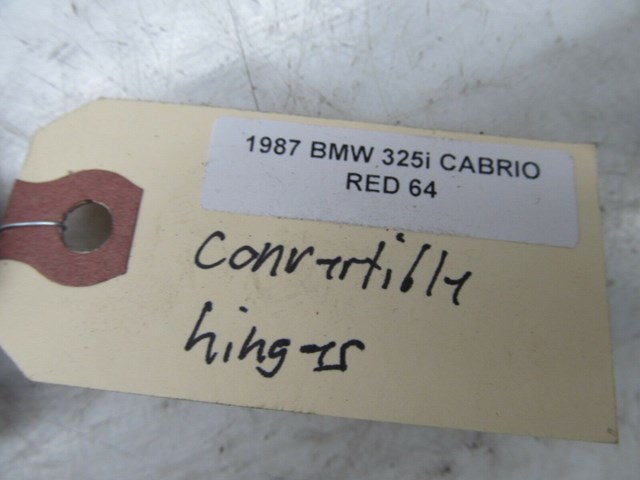 1987 BMW 325i CABRIO
RED 64
convertible
hinges